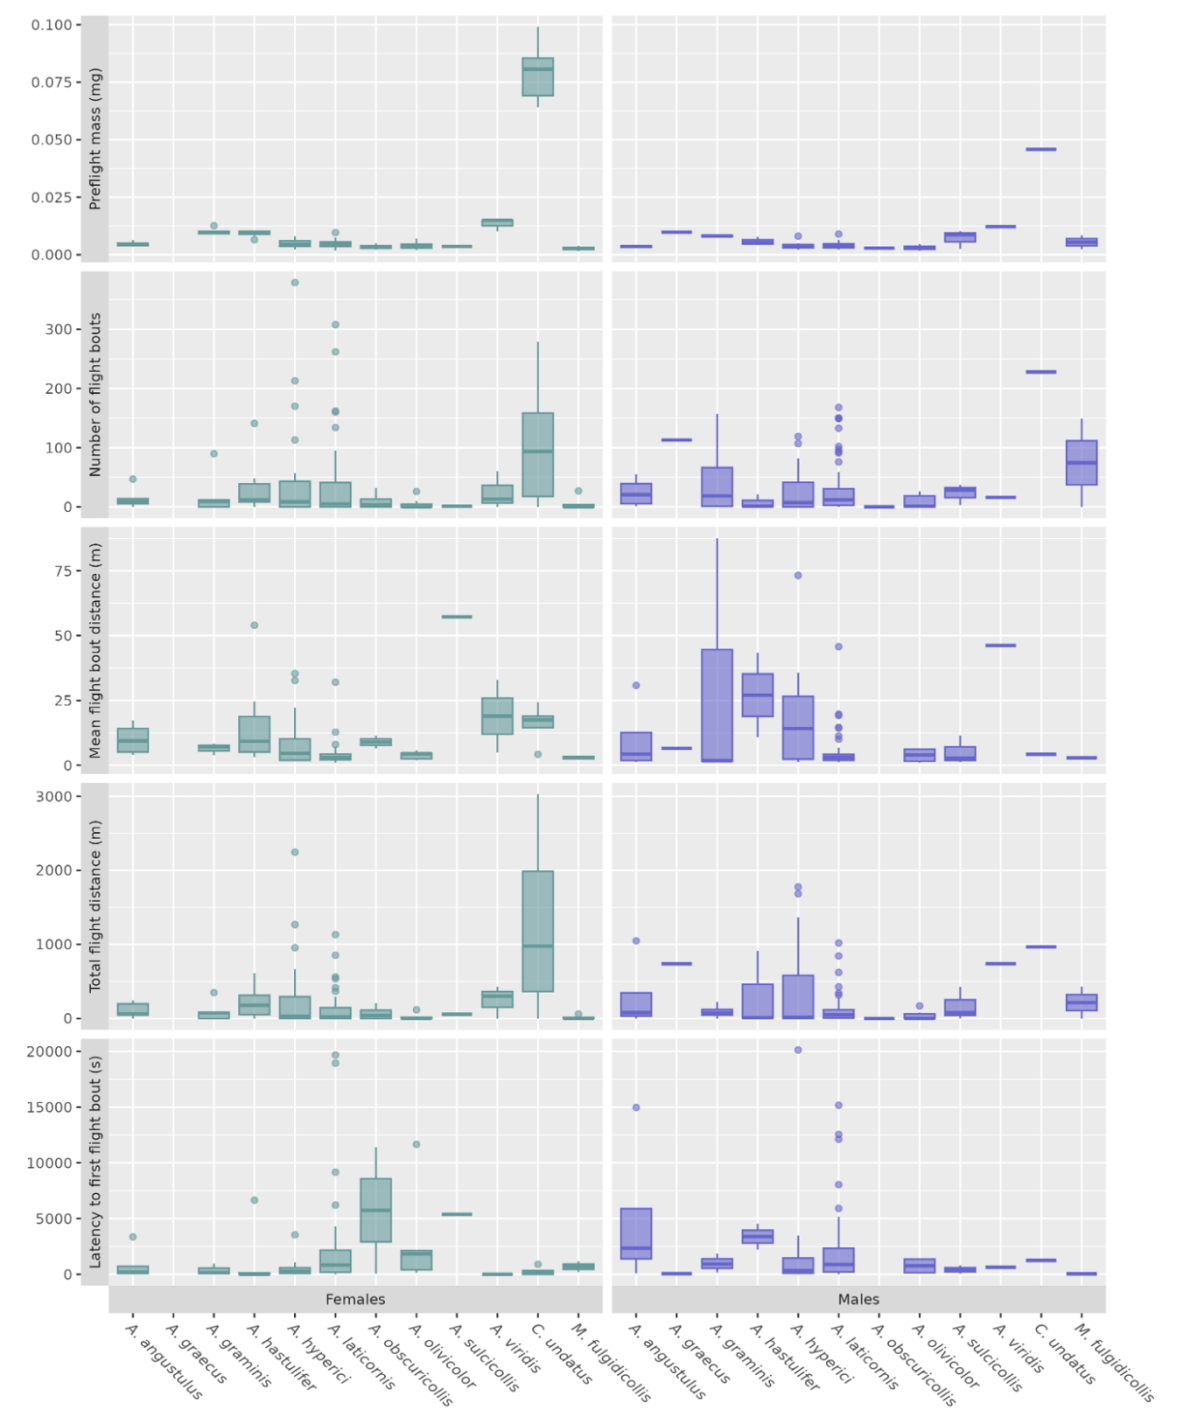 Preflight mass (mg)
0.100
0.075
0.050
0.025
0.000
Number of flight bouts
300
200
100
0
Mean flight bout distance (m)
75
50
25
0
Total flight distance (m)
3000
2000
1000
0
Latency to first flight bout (s)
20000
15000
10000
5000
0
Females
Males
A. angustulus
A. graecus
A. graminis
A. hastulifer
A. hyperici
A. laticornis
A. obscuricollis
A. olivicolor
A. sulcicollis
A. viridis
C. undatus
M. fulgidicollis
A. angustulus
A. graecus
A. graminis
A. hastulifer
A. hyperici
A. laticornis
A. obscuricollis
A. olivicolor
A. sulcicollis
A. viridis
C. undatus
M. fulgidicollis